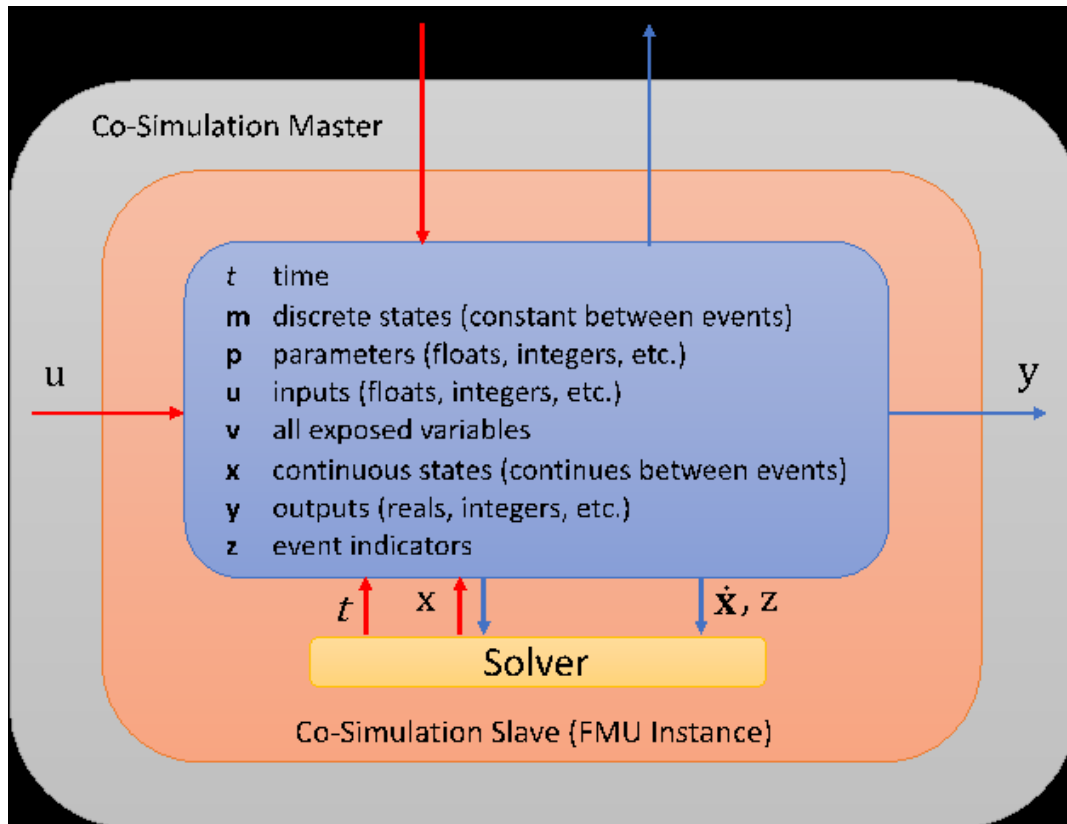 Co-Simulation Master
t time
m discrete states (constant between events)
p parameters (floats, integers, etc.)
u inputs (floats, integers, etc.)
v all exposed variables
x continuous states (continues between events)
y outputs (reals, integers, etc.)
z event indicators
u
y
t
x
ẋ, z
Solver
Co-Simulation Slave (FMU Instance)